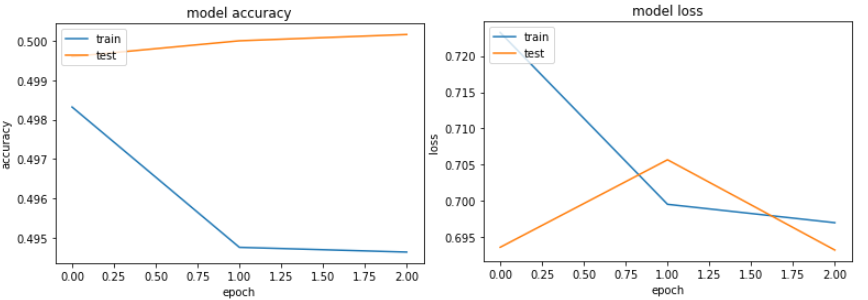 model accuracy
train
test
0.500
0.499
0.498
0.497
0.496
0.495
accuracy
0.00 0.25 0.50 0.75 1.00 1.25 1.50 1.75 2.00
epoch
model loss
train
test
0.720
0.715
0.710
0.705
0.700
0.695
loss
0.00 0.25 0.50 0.75 1.00 1.25 1.50 1.75 2.00
epoch